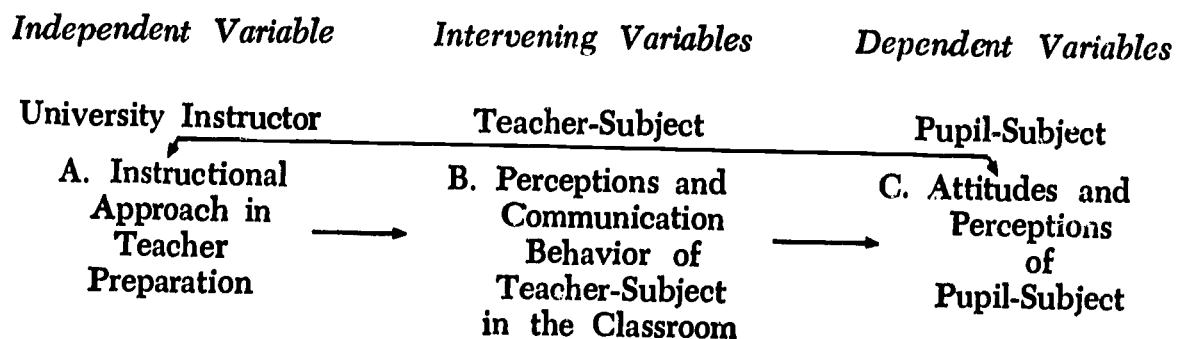 Independent Variable Intervening Variables Dependent Variables
University Instructor Teacher-Subject Pupil-Subject
A. Instructional
Approach in
Teacher
Preparation
B. Perceptions and
Communication
Behavior of
Teacher-Subject
in the Classroom
C. Attitudes and
Perceptions
of
Pupil-Subject